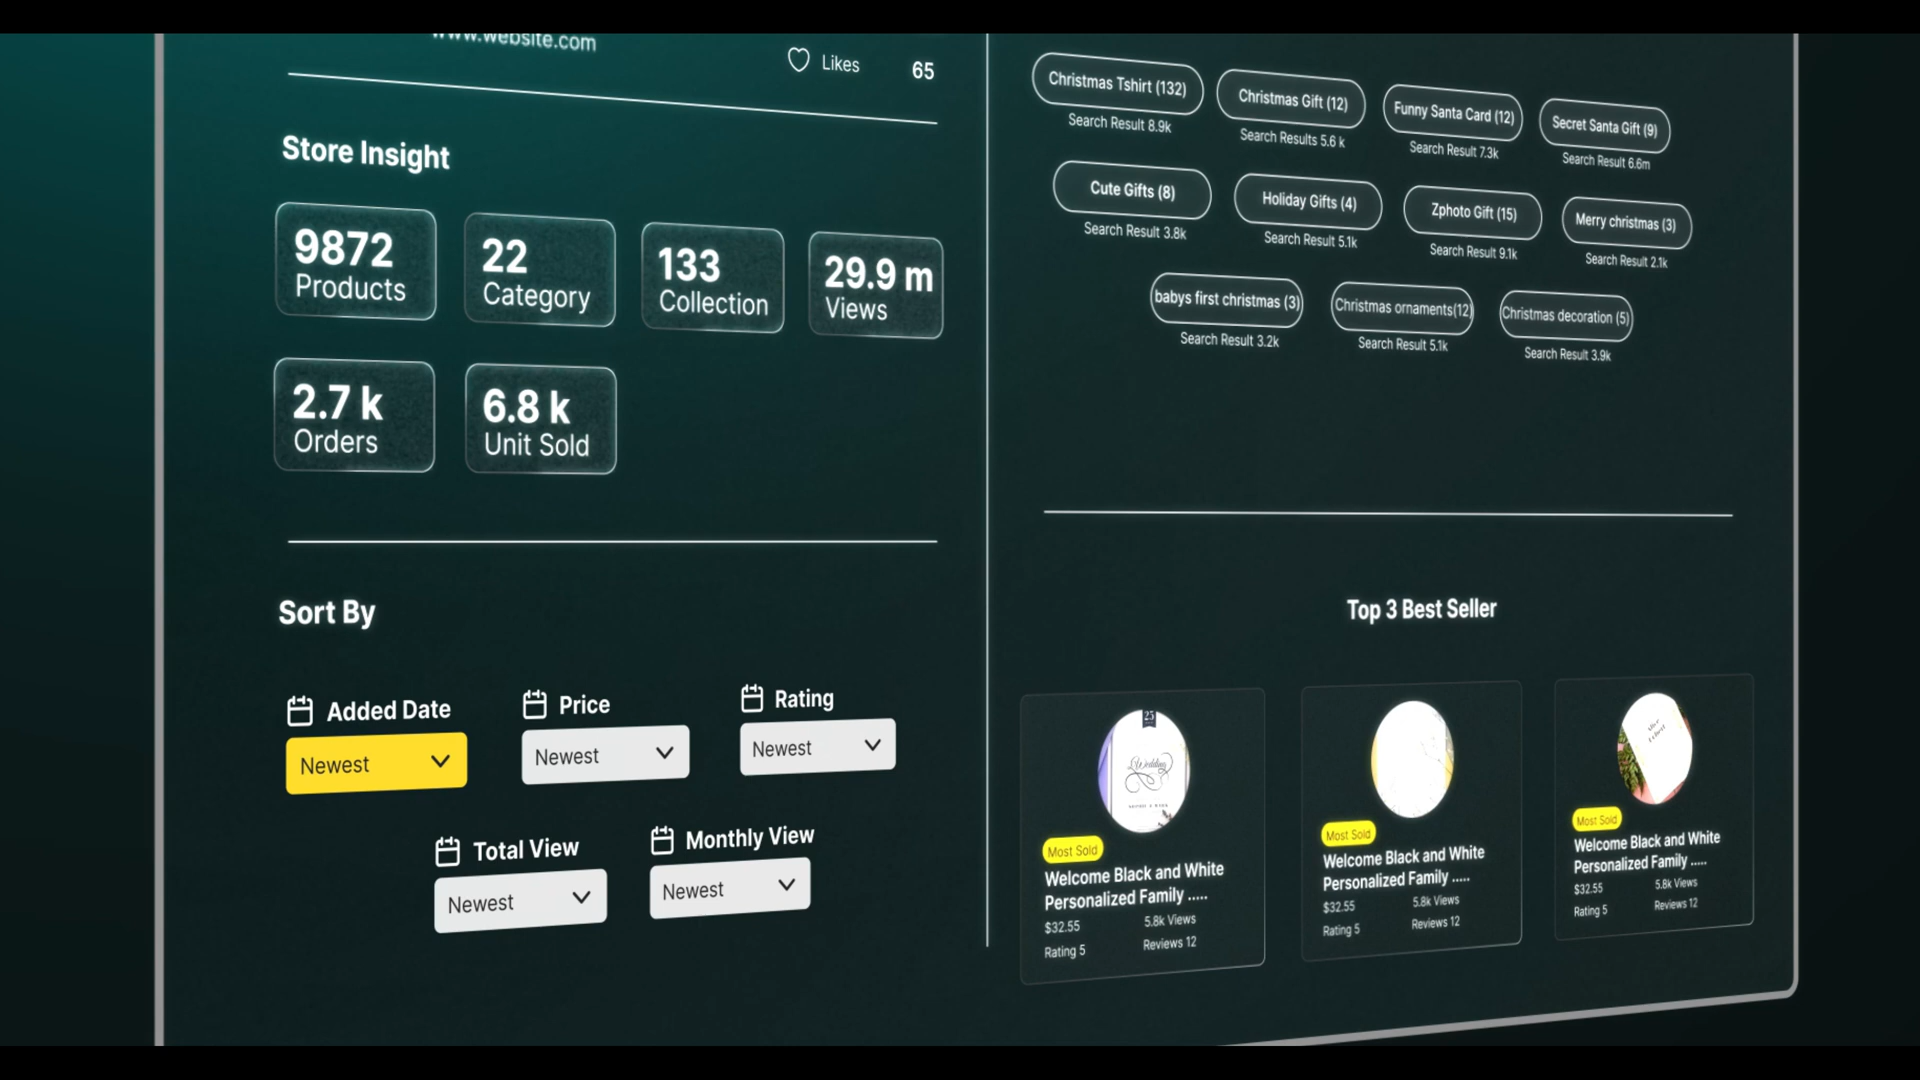 www.website.com
Likes 65
Store Insight
9872
Products
22
Category
133
Collection
29.9 m
Views
2.7 k
Orders
6.8 k
Unit Sold
Sort By
Added Date
Newest
Price
Newest
Rating
Newest
Total View
Newest
Monthly View
Newest
Christmas Tshirt (132)
Search Result 8.9k
Christmas Gift (12)
Search Results 5.6 k
Funny Santa Card (12)
Search Result 7.3k
Secret Santa Gift (9)
Search Result 6.6m
Cute Gifts (8)
Search Result 3.8k
Holiday Gifts (4)
Search Result 5.1k
Zphoto Gift (15)
Search Result 9.1k
Merry christmas (3)
Search Result 2.1k
babys first christmas (3)
Search Result 3.2k
Christmas ornaments(12)
Search Result 5.1k
Christmas decoration (5)
Search Result 3.9k
Top 3 Best Seller
25
Wedding
Most Sold
Welcome Black and White
Personalized Family .....
$32.55 5.8k Views
Rating 5 Reviews 12
Most Sold
Welcome Black and White
Personalized Family .....
$32.55 5.8k Views
Rating 5 Reviews 12
Most Sold
Welcome Black and White
Personalized Family .....
$32.55 5.8k Views
Rating 5 Reviews 12